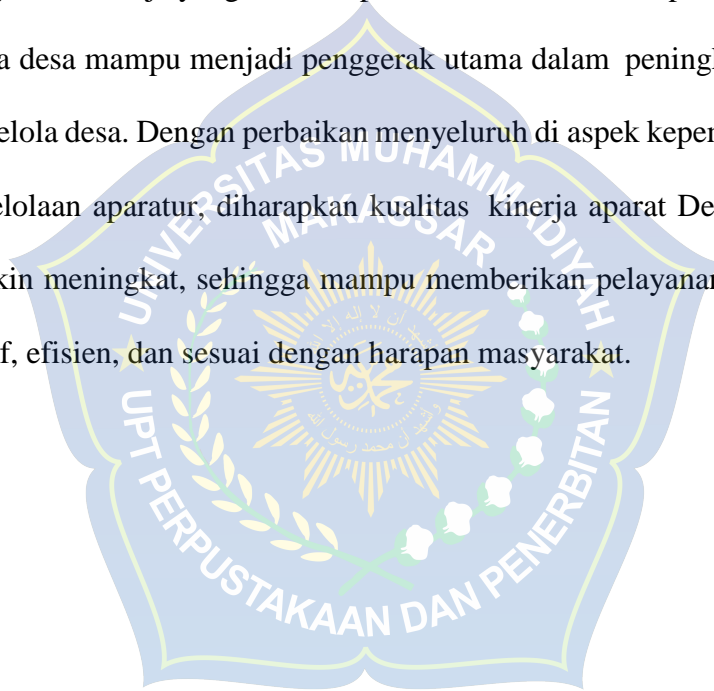 a desa mampu menjadi penggerak utama dalam pening
elola desa. Dengan perbaikan menyeluruh di aspek keper
elolaan aparatur, diharapkan kualitas kinerja aparat De
kin meningkat, sehingga mampu memberikan pelayanan
f, efisien, dan sesuai dengan harapan masyarakat.
UNIVERSITAS MUHAMMADIYAH
MAKASSAR
UPT PERPUSTAKAAN DAN PENERBITAN